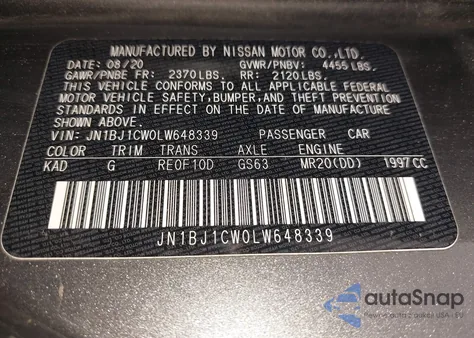 MANUFACTURED BY NISSAN MOTOR CO., LTD.
DATE 08/20 GVWR/PNBV: 4455 LBS.
GAWR/PNBE FR: 2370 LBS. RR: 2120 LBS.
THIS VEHICLE CONFORMS TO ALL APPLICABLE FEDERAL
MOTOR VEHICLE SAFETY, BUMPER, AND THEFT PREVENTION
STANDARDS IN EFFECT ON THE DATE OF MANUFACTURE
SHOWN ABOVE.
VIN: JN1BJ1CW0LW648339 PASSENGER CAR
COLOR TRIM TRANS AXLE ENGINE
KAD G RE0F10D GS63 MR20(DD) 1997 CC
JN1BJ1CW0LW648339
autoSnap